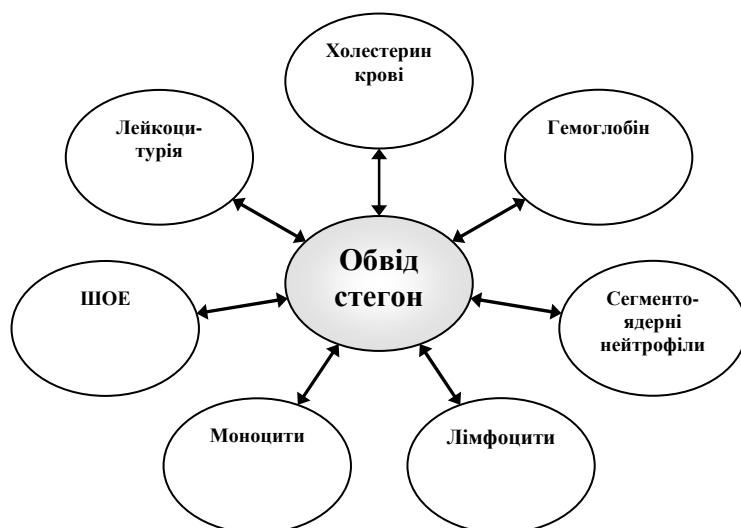 Холестерин
крові
Лейкоци-
турія
Гемоглобін
Обвід
стегон
ШОЕ
Сегменто-
ядерні
нейтрофіли
Моноцити
Лімфоцити